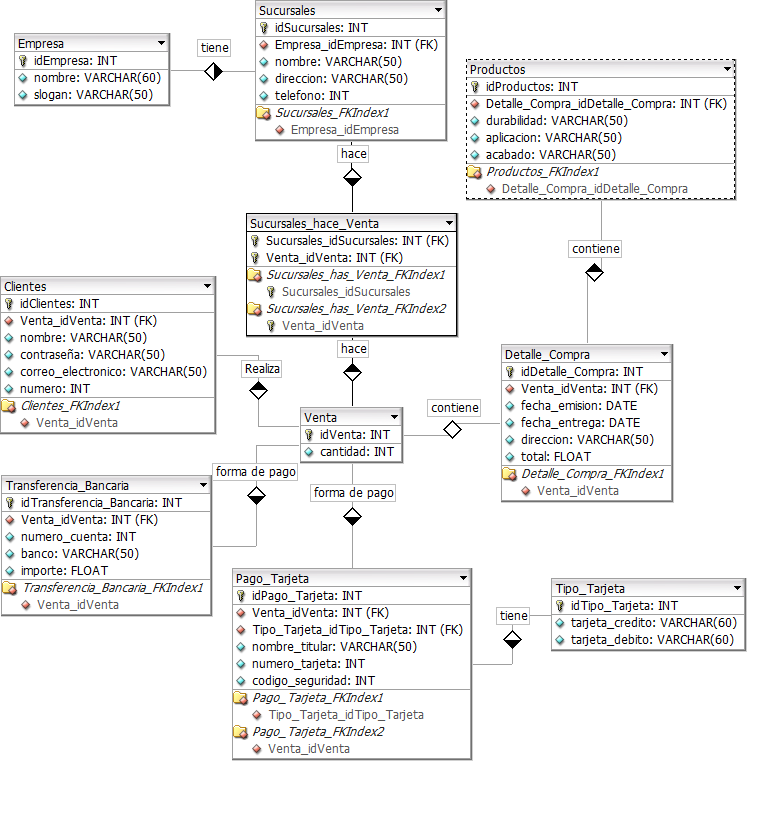 Empresa
idEmpresa: INT
nombre: VARCHAR(60)
slogan: VARCHAR(50)
tiene
Sucursales
idSucursales: INT
Empresa_idEmpresa: INT (FK)
nombre: VARCHAR(50)
direccion: VARCHAR(50)
telefono: INT
Sucursales_FKIndex1
Empresa_idEmpresa
Productos
idProductos: INT
Detalle_Compra_idDetalle_Compra: INT (FK)
durabilidad: VARCHAR(50)
aplicacion: VARCHAR(50)
acabado: VARCHAR(50)
Productos_FKIndex1
Detalle_Compra_idDetalle_Compra
hace
Sucursales_hace_Venta
Sucursales_idSucursales: INT (FK)
Venta_idVenta: INT (FK)
Sucursales_has_Venta_FKIndex1
Sucursales_idSucursales
Sucursales_has_Venta_FKIndex2
Venta_idVenta
contiene
Clientes
idClientes: INT
Venta_idVenta: INT (FK)
nombre: VARCHAR(50)
contraseña: VARCHAR(50)
correo_electronico: VARCHAR(50)
numero: INT
Clientes_FKIndex1
Venta_idVenta
Realiza
hace
Detalle_Compra
idDetalle_Compra: INT
Venta_idVenta: INT (FK)
fecha_emision: DATE
fecha_entrega: DATE
direccion: VARCHAR(50)
total: FLOAT
Detalle_Compra_FKIndex1
Venta_idVenta
contiene
Venta
idVenta: INT
cantidad: INT
forma de pago
forma de pago
Transferencia_Bancaria
idTransferencia_Bancaria: INT
Venta_idVenta: INT (FK)
numero_cuenta: INT
banco: VARCHAR(50)
importe: FLOAT
Transferencia_Bancaria_FKIndex1
Venta_idVenta
Pago_Tarjeta
idPago_Tarjeta: INT
Venta_idVenta: INT (FK)
Tipo_Tarjeta_idTipo_Tarjeta: INT (FK)
nombre_titular: VARCHAR(50)
numero_tarjeta: INT
codigo_seguridad: INT
Pago_Tarjeta_FKIndex1
Tipo_Tarjeta_idTipo_Tarjeta
Pago_Tarjeta_FKIndex2
Venta_idVenta
tiene
Tipo_Tarjeta
idTipo_Tarjeta: INT
tarjeta_credito: VARCHAR(60)
tarjeta_debito: VARCHAR(60)